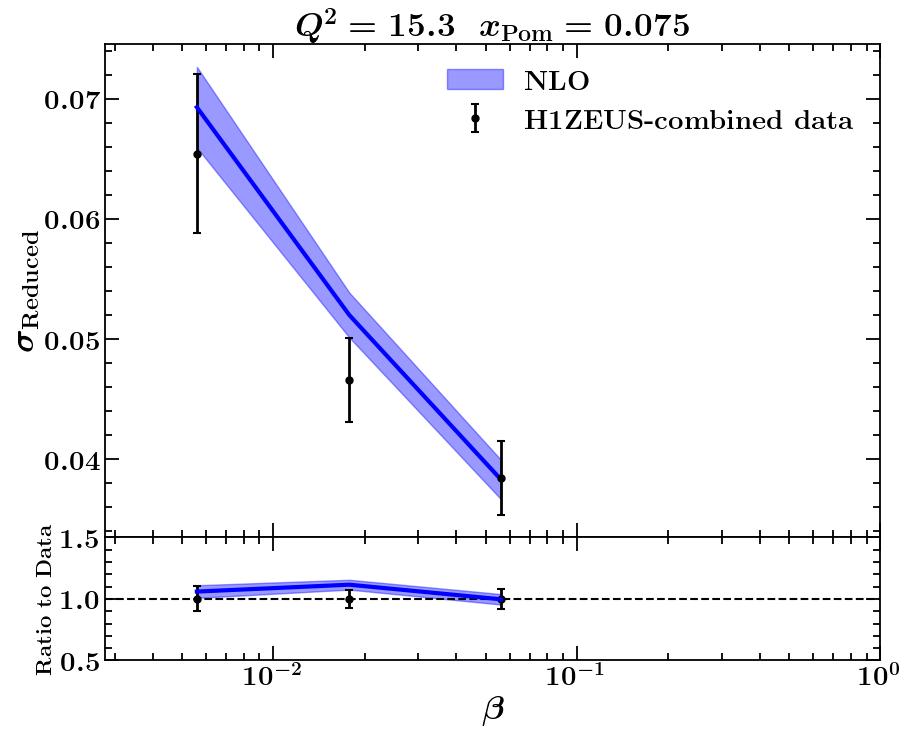 Q² = 15.3 x_Pom = 0.075
NLO
H1ZEUS-combined data
0.07
0.06
0.05
0.04
σ_Reduced
1.5
1.0
0.5
Ratio to Data
10⁻² 10⁻¹ 10⁰
β